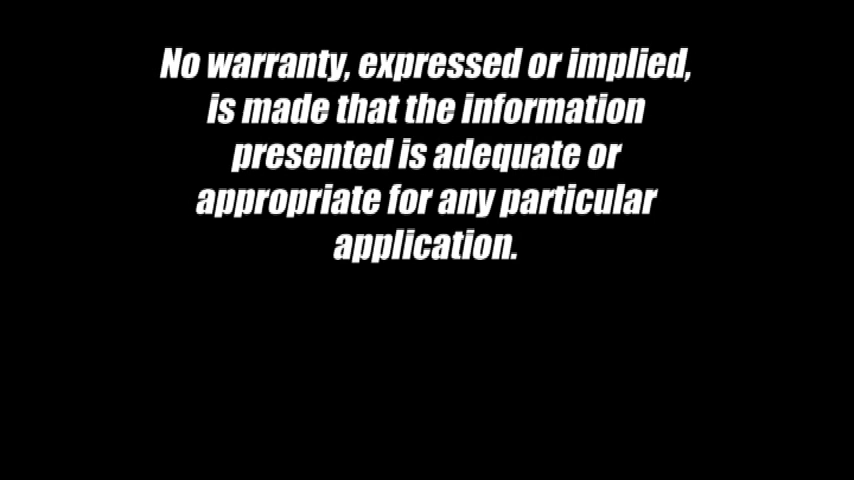 No warranty, expressed or implied,
is made that the information
presented is adequate or
appropriate for any particular
application.